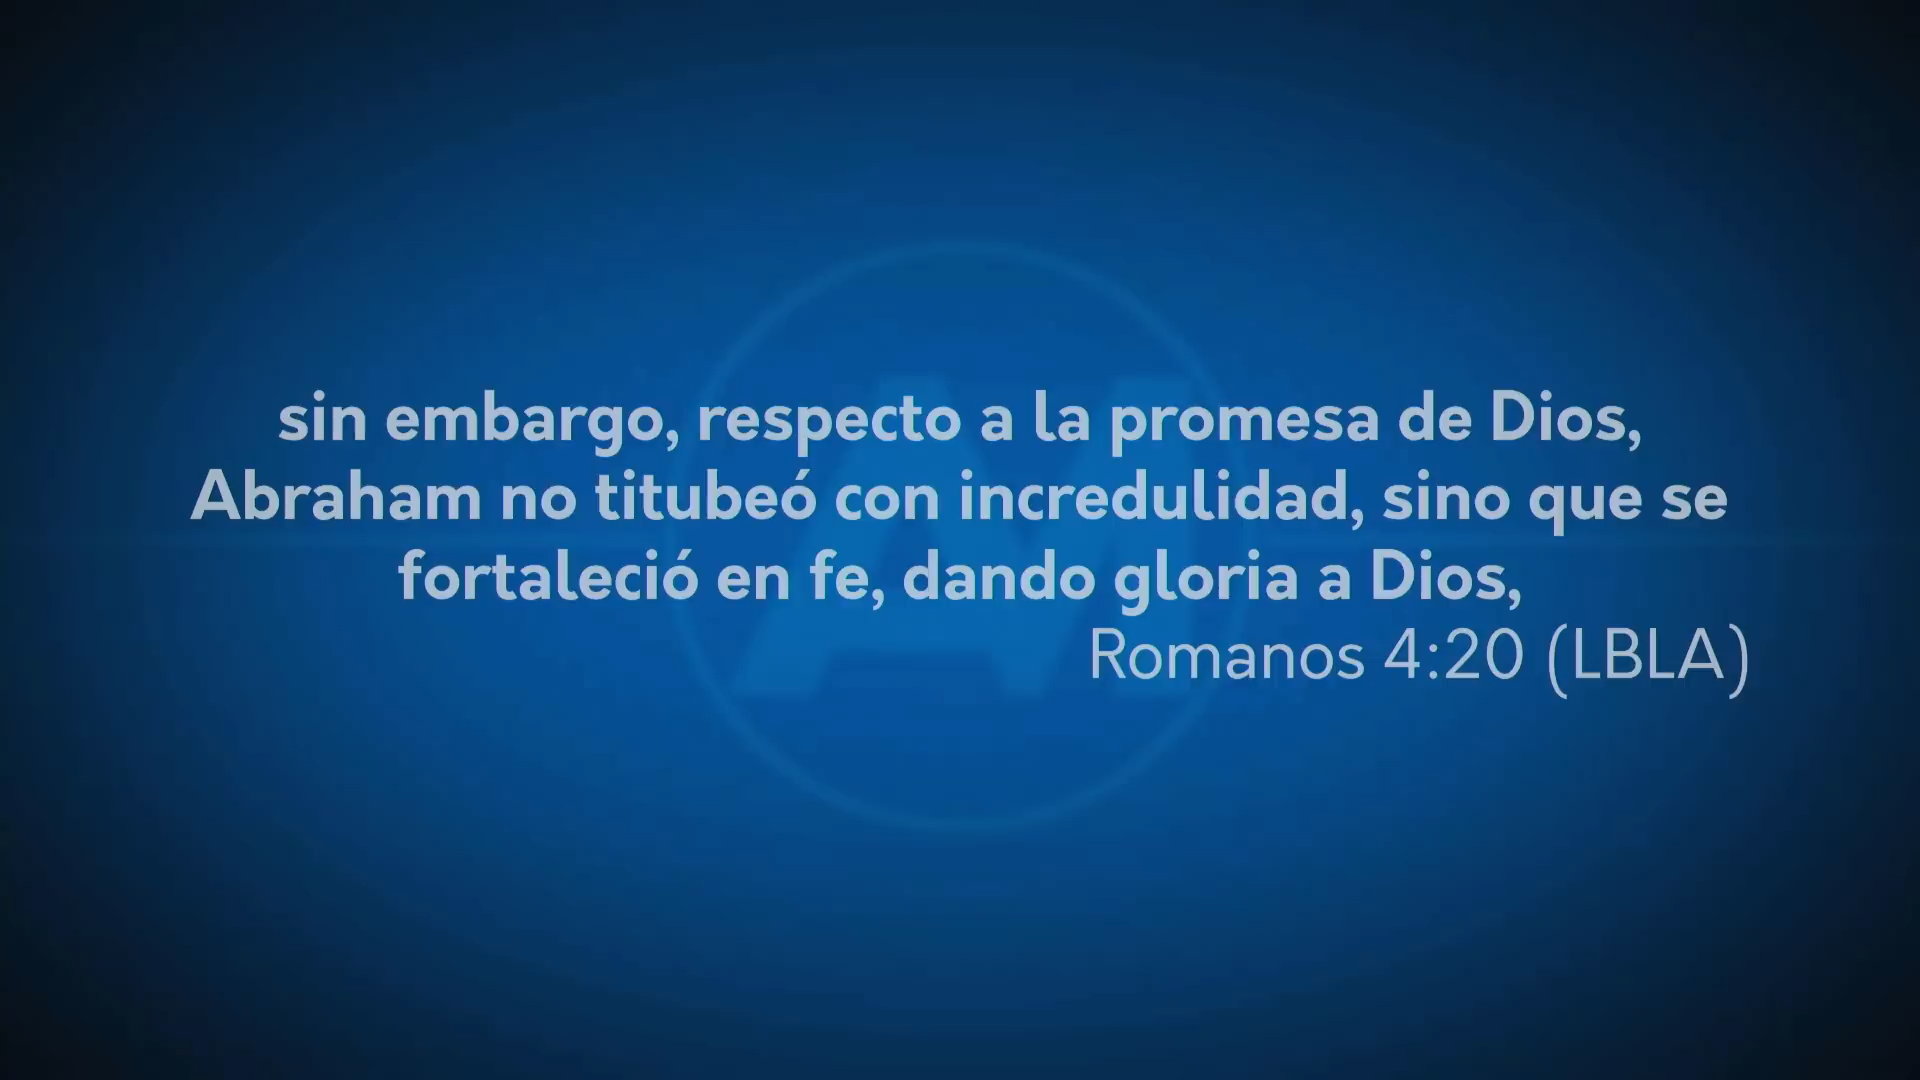 sin embargo, respecto a la promesa de Dios,
Abraham no titubeó con incredulidad, sino que se
fortaleció en fe, dando gloria a Dios,
Romanos 4:20 (LBLA)
AM